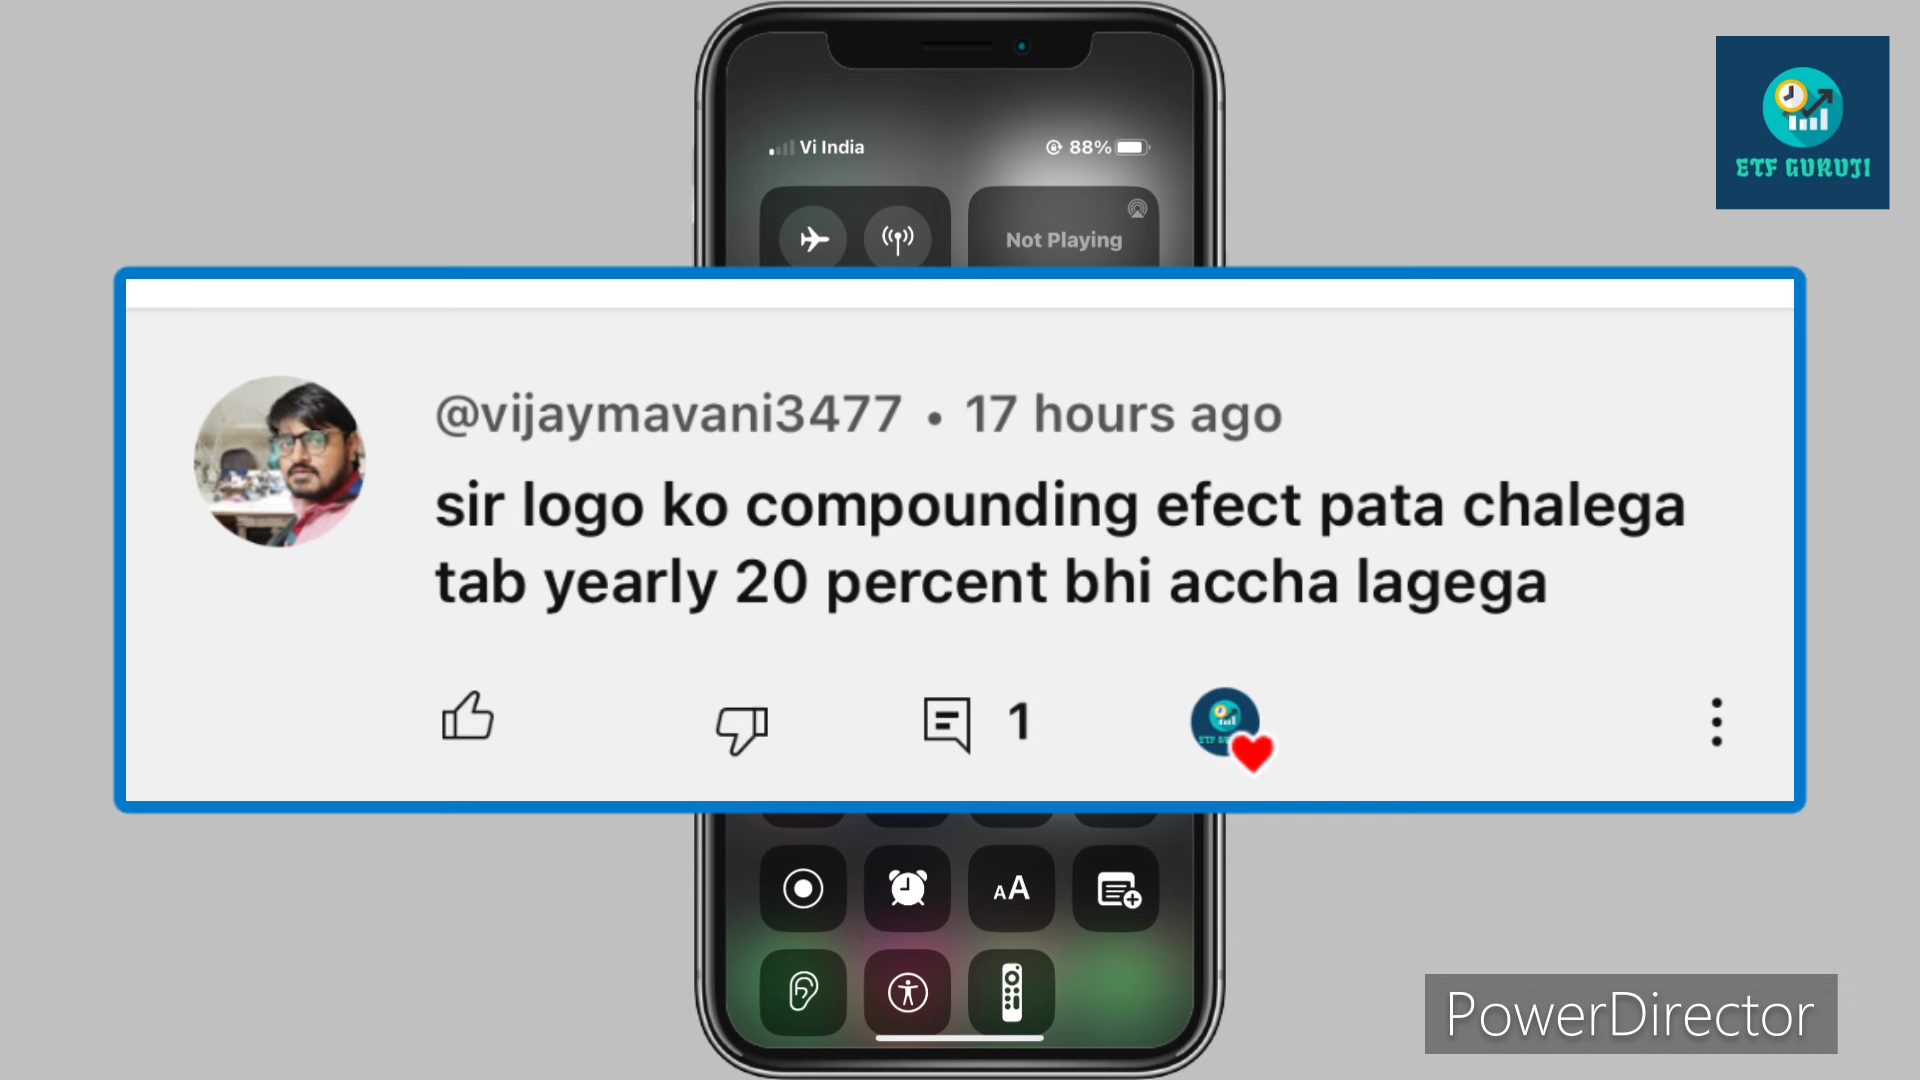 Vi India
88%
ETF GURUJI
Not Playing
@vijaymavani3477 • 17 hours ago
sir logo ko compounding efect pata chalega
tab yearly 20 percent bhi accha lagega
1
AA
PowerDirector